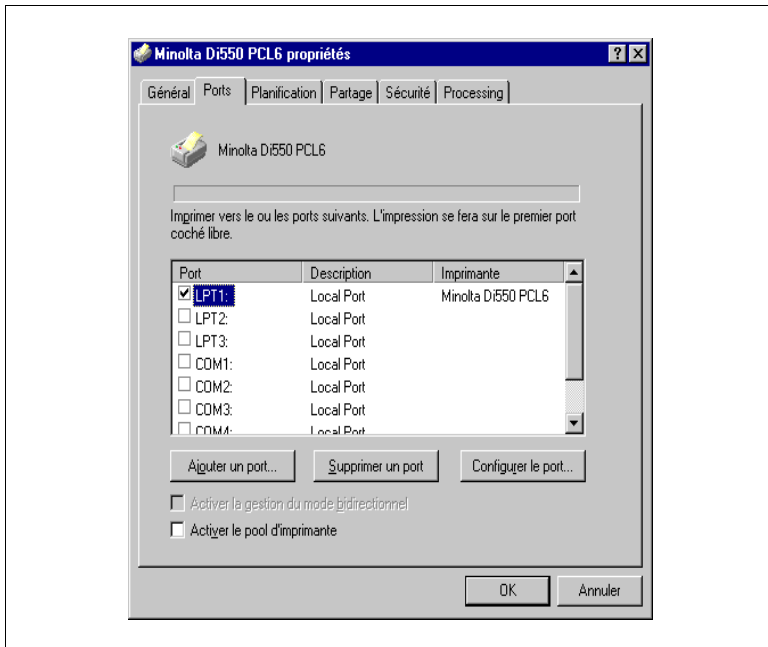 Minolta Di550 PCL6 propriétés
Général Ports Planification Partage Sécurité Processing
Minolta Di550 PCL6
Imprimer vers le ou les ports suivants. L'impression se fera sur le premier port
coché libre.
Port Description Imprimante
LPT1: Local Port Minolta Di550 PCL6
LPT2: Local Port
LPT3: Local Port
COM1: Local Port
COM2: Local Port
COM3: Local Port
COM4: Local Port
Ajouter un port... Supprimer un port Configurer le port...
Activer la gestion du mode bidirectionnel
Activer le pool d'imprimante
OK Annuler